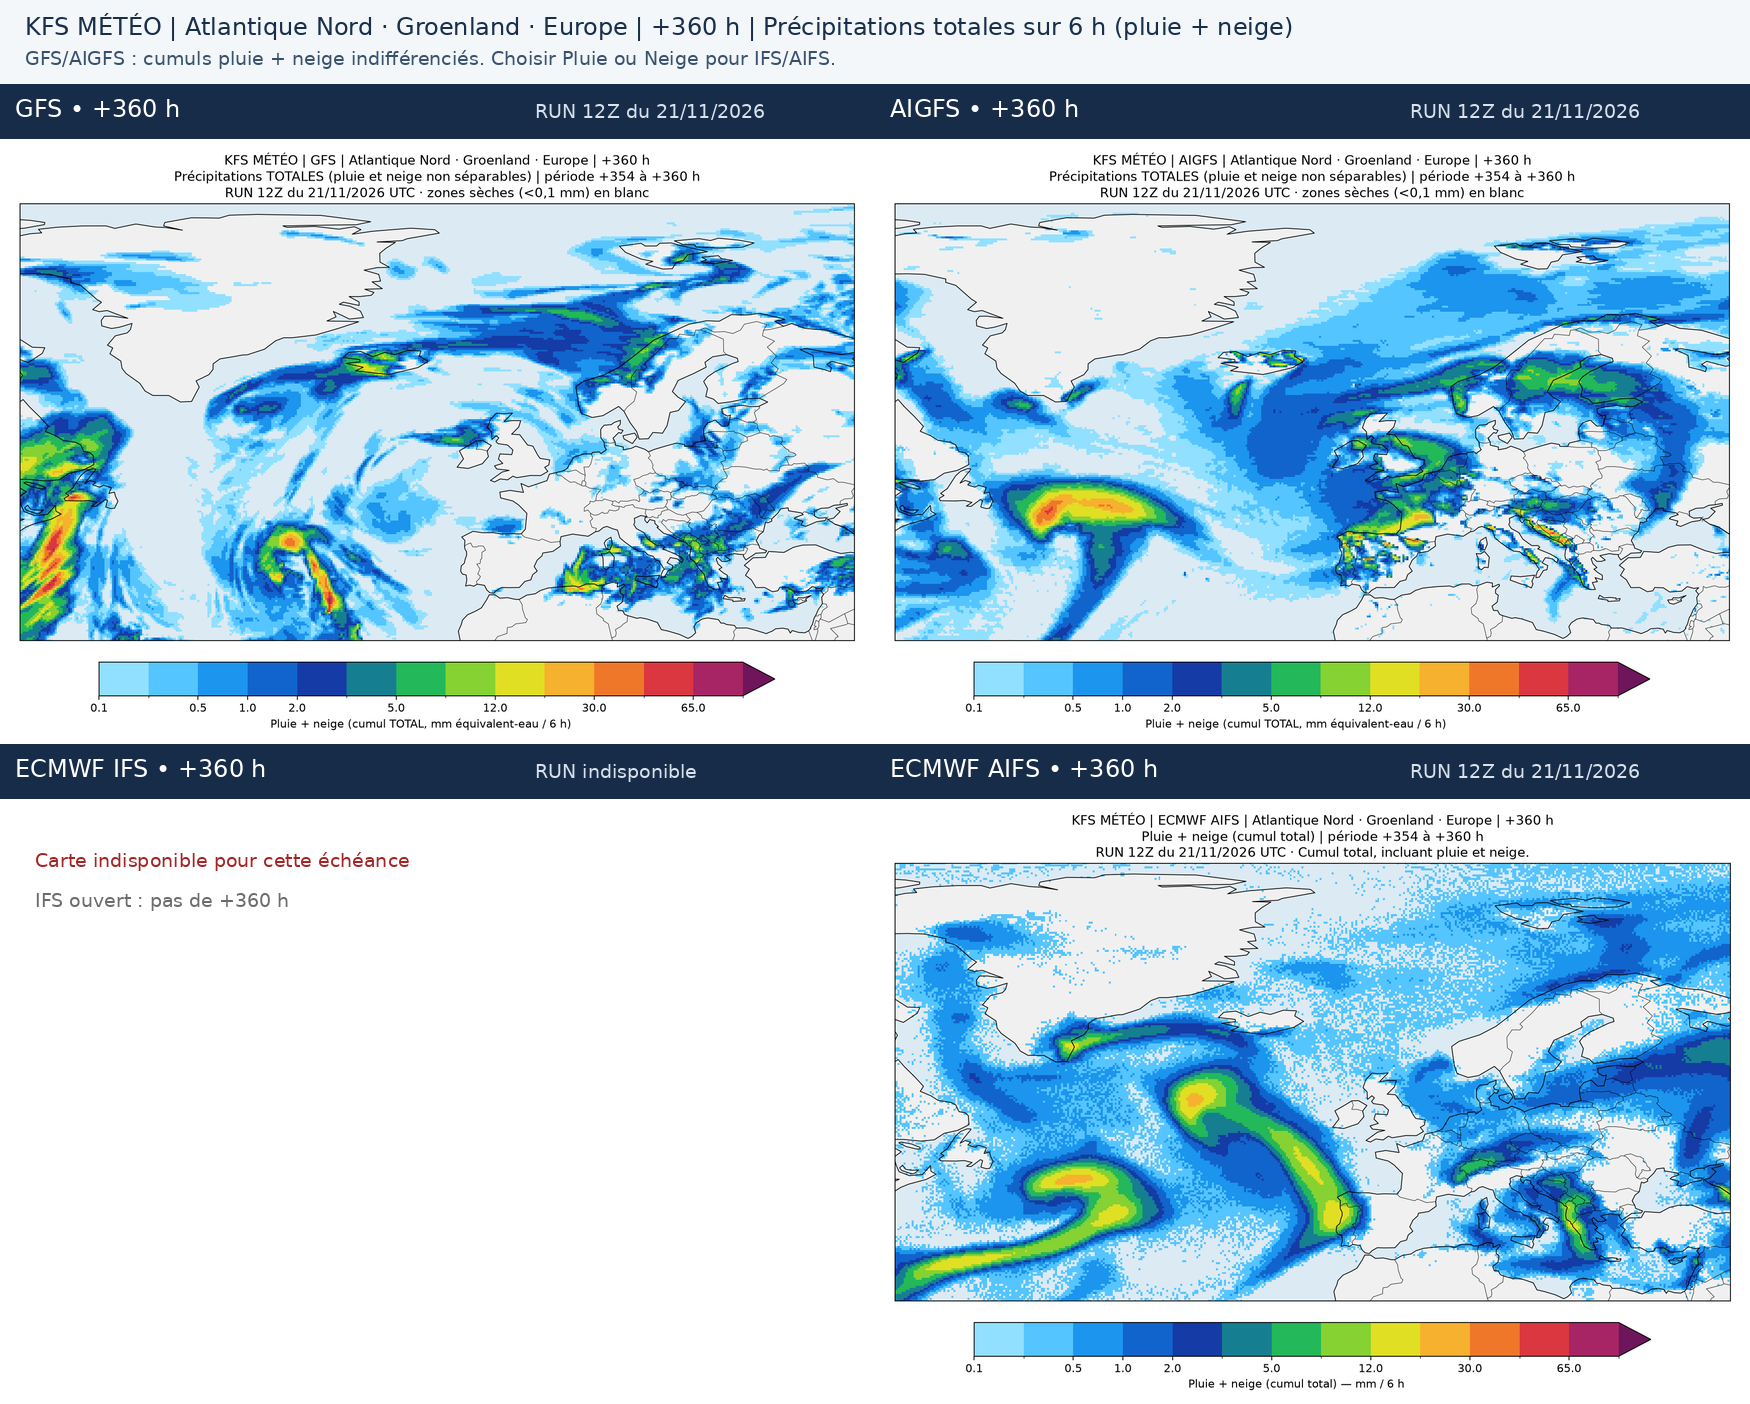 KFS MÉTÉO | Atlantique Nord · Groenland · Europe | +360 h | Précipitations totales sur 6 h (pluie + neige)
GFS/AIGFS : cumuls pluie + neige indifférenciés. Choisir Pluie ou Neige pour IFS/AIFS.
GFS • +360 h
RUN 12Z du 21/11/2026
KFS MÉTÉO | GFS | Atlantique Nord · Groenland · Europe | +360 h
Précipitations TOTALES (pluie et neige non séparables) | période +354 à +360 h
RUN 12Z du 21/11/2026 UTC · zones sèches (<0,1 mm) en blanc
0.1 0.5 1.0 2.0 5.0 12.0 30.0 65.0
Pluie + neige (cumul TOTAL, mm équivalent-eau / 6 h)
AIGFS • +360 h
RUN 12Z du 21/11/2026
KFS MÉTÉO | AIGFS | Atlantique Nord · Groenland · Europe | +360 h
Précipitations TOTALES (pluie et neige non séparables) | période +354 à +360 h
RUN 12Z du 21/11/2026 UTC · zones sèches (<0,1 mm) en blanc
0.1 0.5 1.0 2.0 5.0 12.0 30.0 65.0
Pluie + neige (cumul TOTAL, mm équivalent-eau / 6 h)
ECMWF IFS • +360 h
RUN indisponible
Carte indisponible pour cette échéance
IFS ouvert : pas de +360 h
ECMWF AIFS • +360 h
RUN 12Z du 21/11/2026
KFS MÉTÉO | ECMWF AIFS | Atlantique Nord · Groenland · Europe | +360 h
Pluie + neige (cumul total) | période +354 à +360 h
RUN 12Z du 21/11/2026 UTC · Cumul total, incluant pluie et neige.
0.1 0.5 1.0 2.0 5.0 12.0 30.0 65.0
Pluie + neige (cumul total) — mm / 6 h